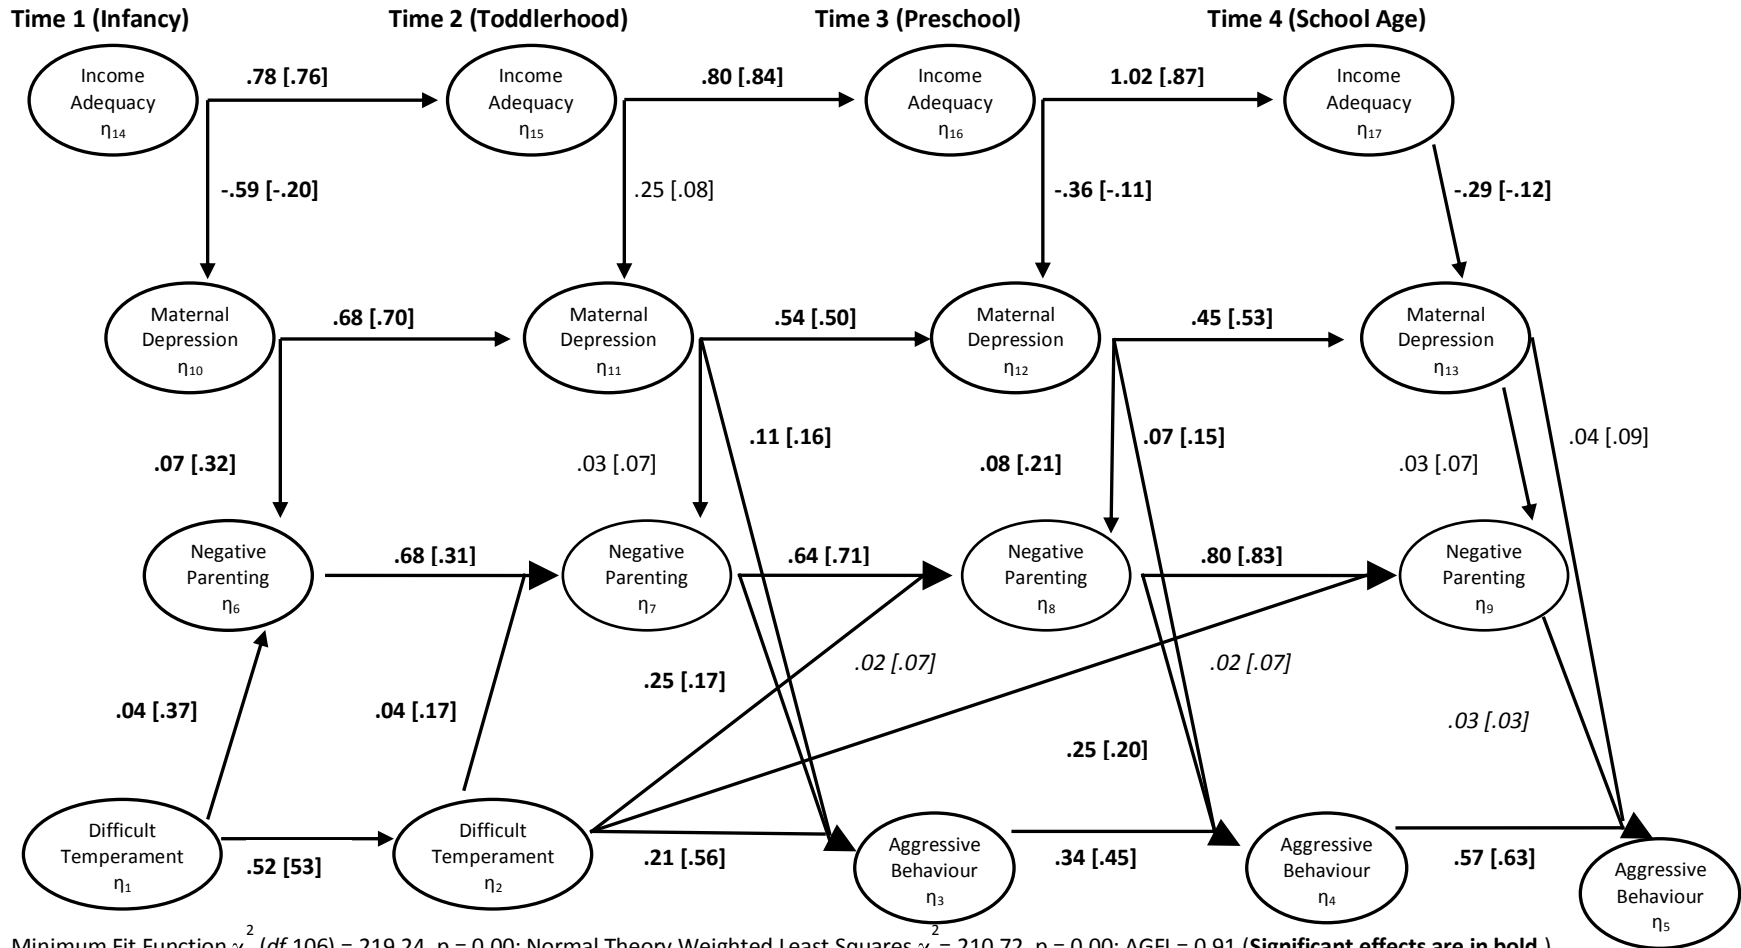 Time 1 (Infancy) Time 2 (Toddlerhood) Time 3 (Preschool) Time 4 (School Age)
Income
Adequacy
η14
.78 [.76]
Income
Adequacy
η15
.80 [.84]
Income
Adequacy
η16
1.02 [.87]
Income
Adequacy
η17
-.59 [-.20]
.25 [.08]
-.36 [-.11]
-.29 [-.12]
Maternal
Depression
η10
.68 [.70]
Maternal
Depression
η11
.54 [.50]
Maternal
Depression
η12
.45 [.53]
Maternal
Depression
η13
.07 [.32]
.03 [.07]
.11 [.16]
.08 [.21]
.07 [.15]
.03 [.07]
.04 [.09]
Negative
Parenting
η6
.68 [.31]
Negative
Parenting
η7
.64 [.71]
Negative
Parenting
η8
.80 [.83]
Negative
Parenting
η9
.04 [.37]
.04 [.17]
.25 [.17]
.02 [.07]
.02 [.07]
.25 [.20]
.03 [.03]
Difficult
Temperament
η1
.52 [53]
Difficult
Temperament
η2
.21 [.56]
Aggressive
Behaviour
η3
.34 [.45]
Aggressive
Behaviour
η4
.57 [.63]
Aggressive
Behaviour
η5
Minimum Fit Function χ2 (df 106) = 219.24, p = 0.00; Normal Theory Weighted Least Squares χ2 = 210.72, p = 0.00; AGFI = 0.91 (Significant effects are in bold.)